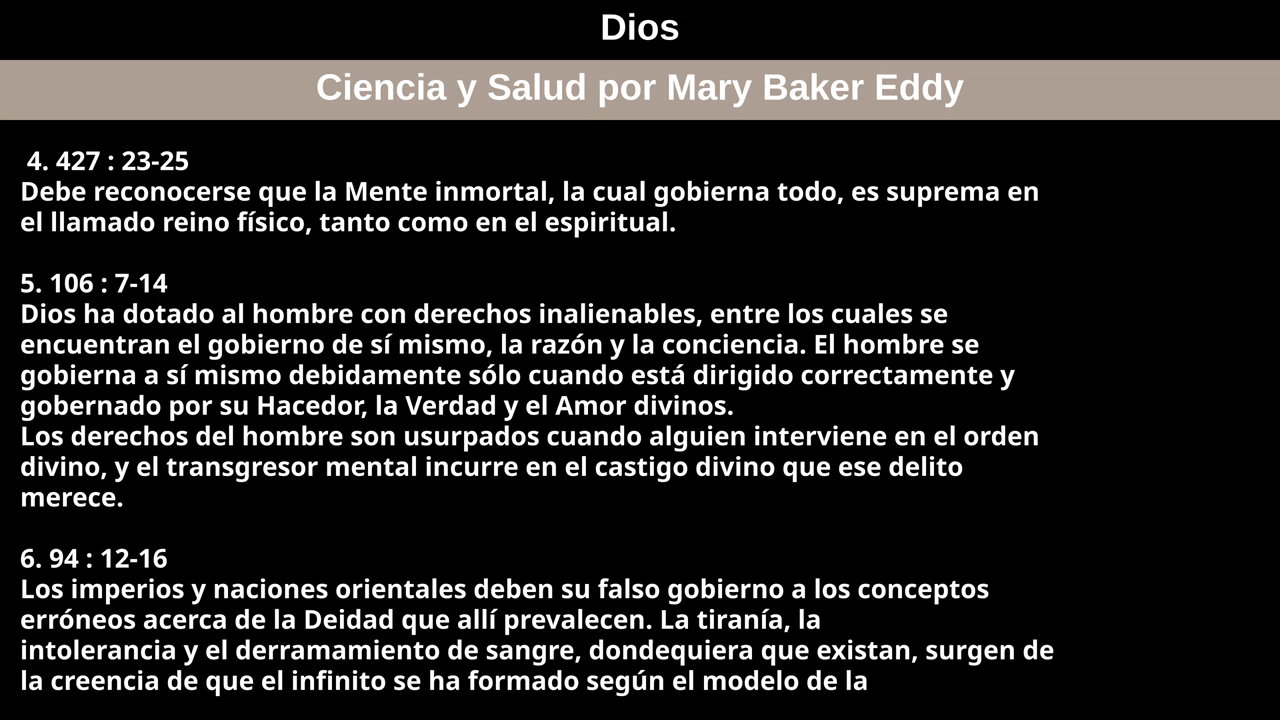 Dios
Ciencia y Salud por Mary Baker Eddy
4. 427 : 23-25
Debe reconocerse que la Mente inmortal, la cual gobierna todo, es suprema en
el llamado reino físico, tanto como en el espiritual.
5. 106 : 7-14
Dios ha dotado al hombre con derechos inalienables, entre los cuales se
encuentran el gobierno de sí mismo, la razón y la conciencia. El hombre se
gobierna a sí mismo debidamente sólo cuando está dirigido correctamente y
gobernado por su Hacedor, la Verdad y el Amor divinos.
Los derechos del hombre son usurpados cuando alguien interviene en el orden
divino, y el transgresor mental incurre en el castigo divino que ese delito
merece.
6. 94 : 12-16
Los imperios y naciones orientales deben su falso gobierno a los conceptos
erróneos acerca de la Deidad que allí prevalecen. La tiranía, la
intolerancia y el derramamiento de sangre, dondequiera que existan, surgen de
la creencia de que el infinito se ha formado según el modelo de la